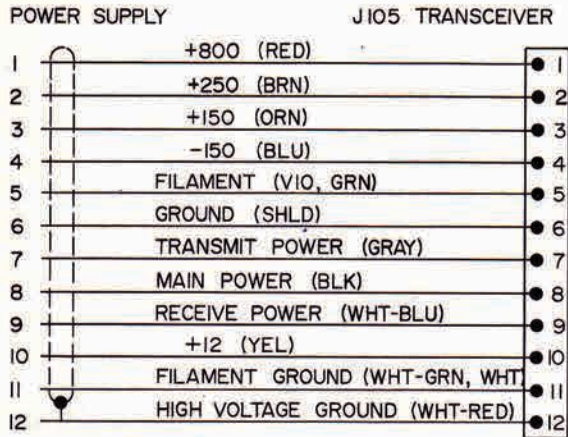 POWER SUPPLY J105 TRANSCEIVER
1 +800 (RED) 1
2 +250 (BRN) 2
3 +150 (ORN) 3
4 -150 (BLU) 4
5 FILAMENT (VIO, GRN) 5
6 GROUND (SHLD) 6
7 TRANSMIT POWER (GRAY) 7
8 MAIN POWER (BLK) 8
9 RECEIVE POWER (WHT-BLU) 9
10 +12 (YEL) 10
11 FILAMENT GROUND (WHT-GRN, WHT) 11
12 HIGH VOLTAGE GROUND (WHT-RED) 12